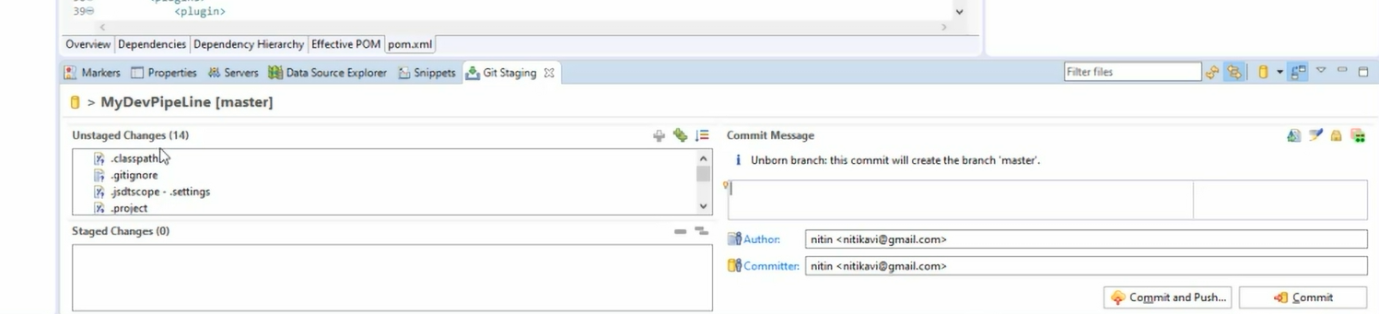 39
<plugin>
Overview Dependencies Dependency Hierarchy Effective POM pom.xml
Markers Properties Servers Data Source Explorer Snippets Git Staging Filter files
> MyDevPipeLine [master]
Unstaged Changes (14)
.classpath
.gitignore
.jsdtscope - .settings
.project
Staged Changes (0)
Commit Message
Unborn branch: this commit will create the branch 'master'.
Author: nitin <nitikavi@gmail.com>
Committer: nitin <nitikavi@gmail.com>
Commit and Push... Commit